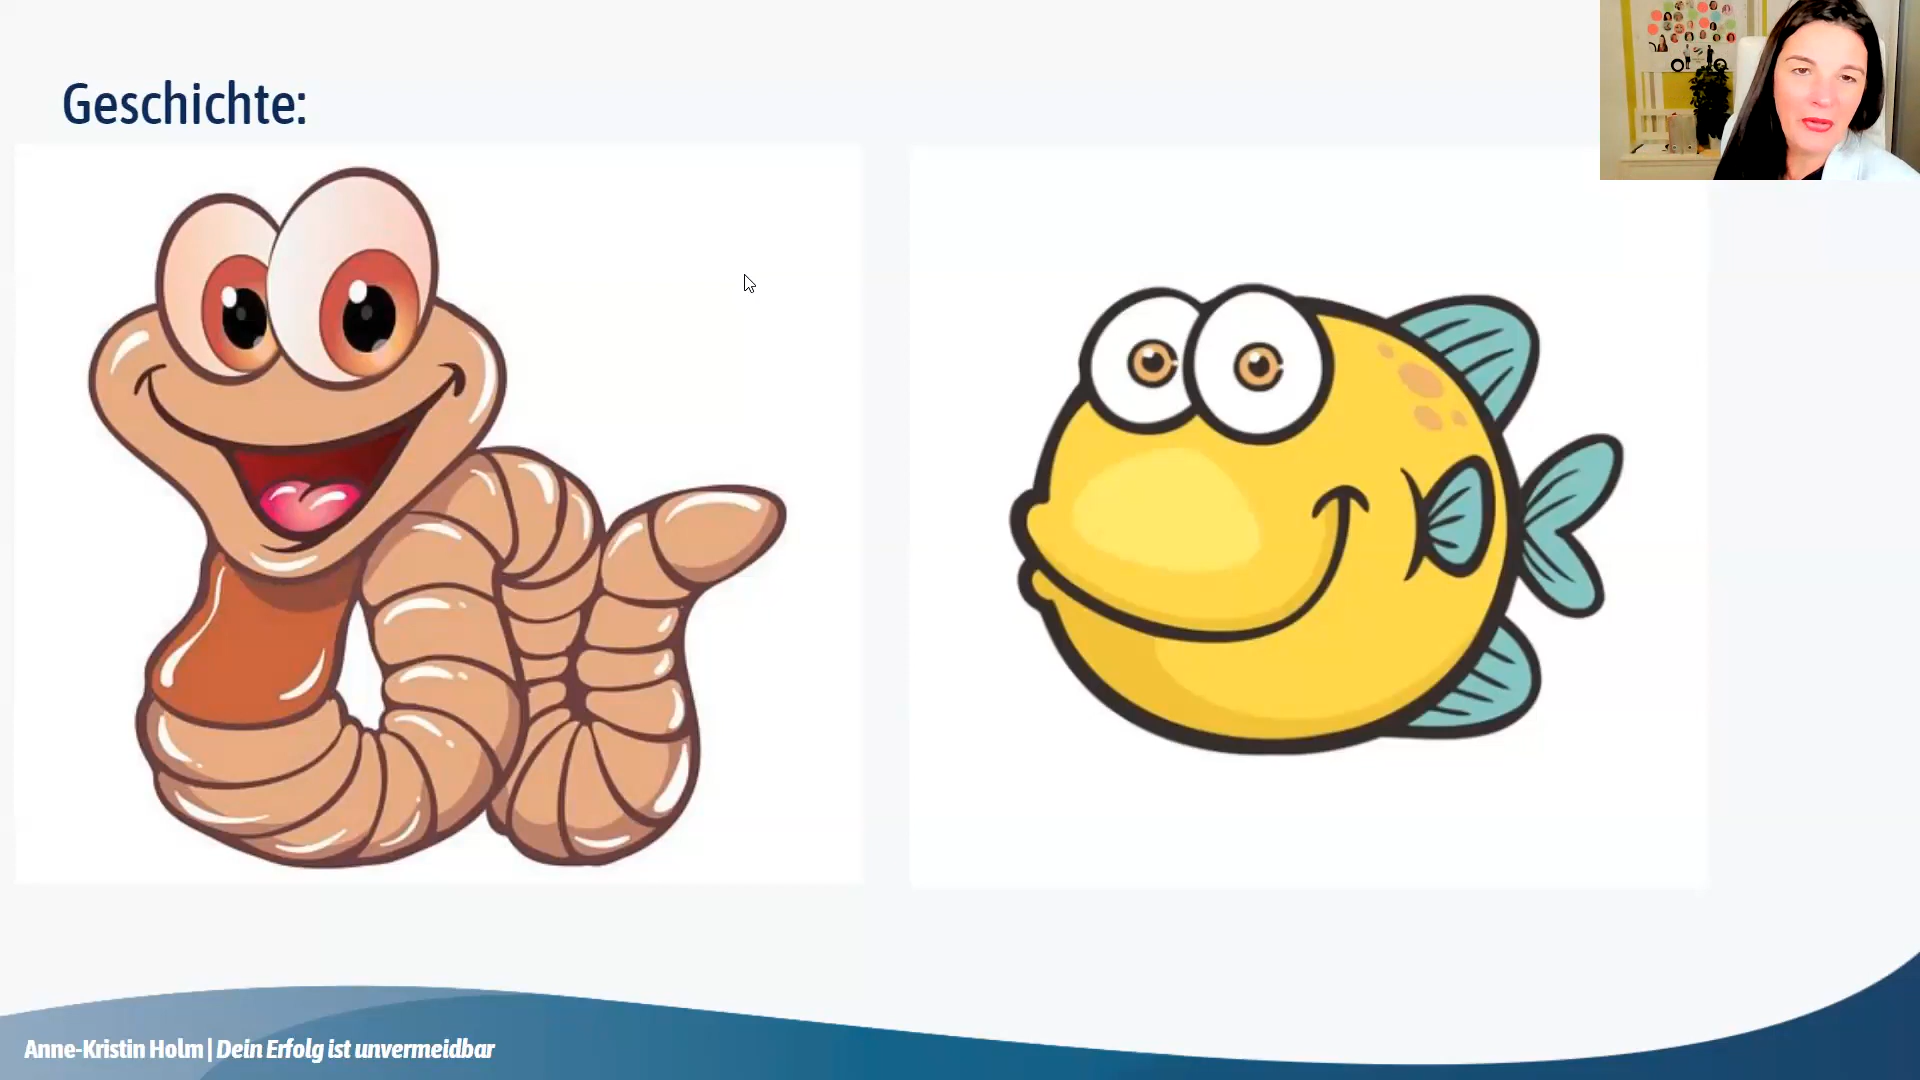 Geschichte:
Anne-Kristin Holm | Dein Erfolg ist unvermeidbar